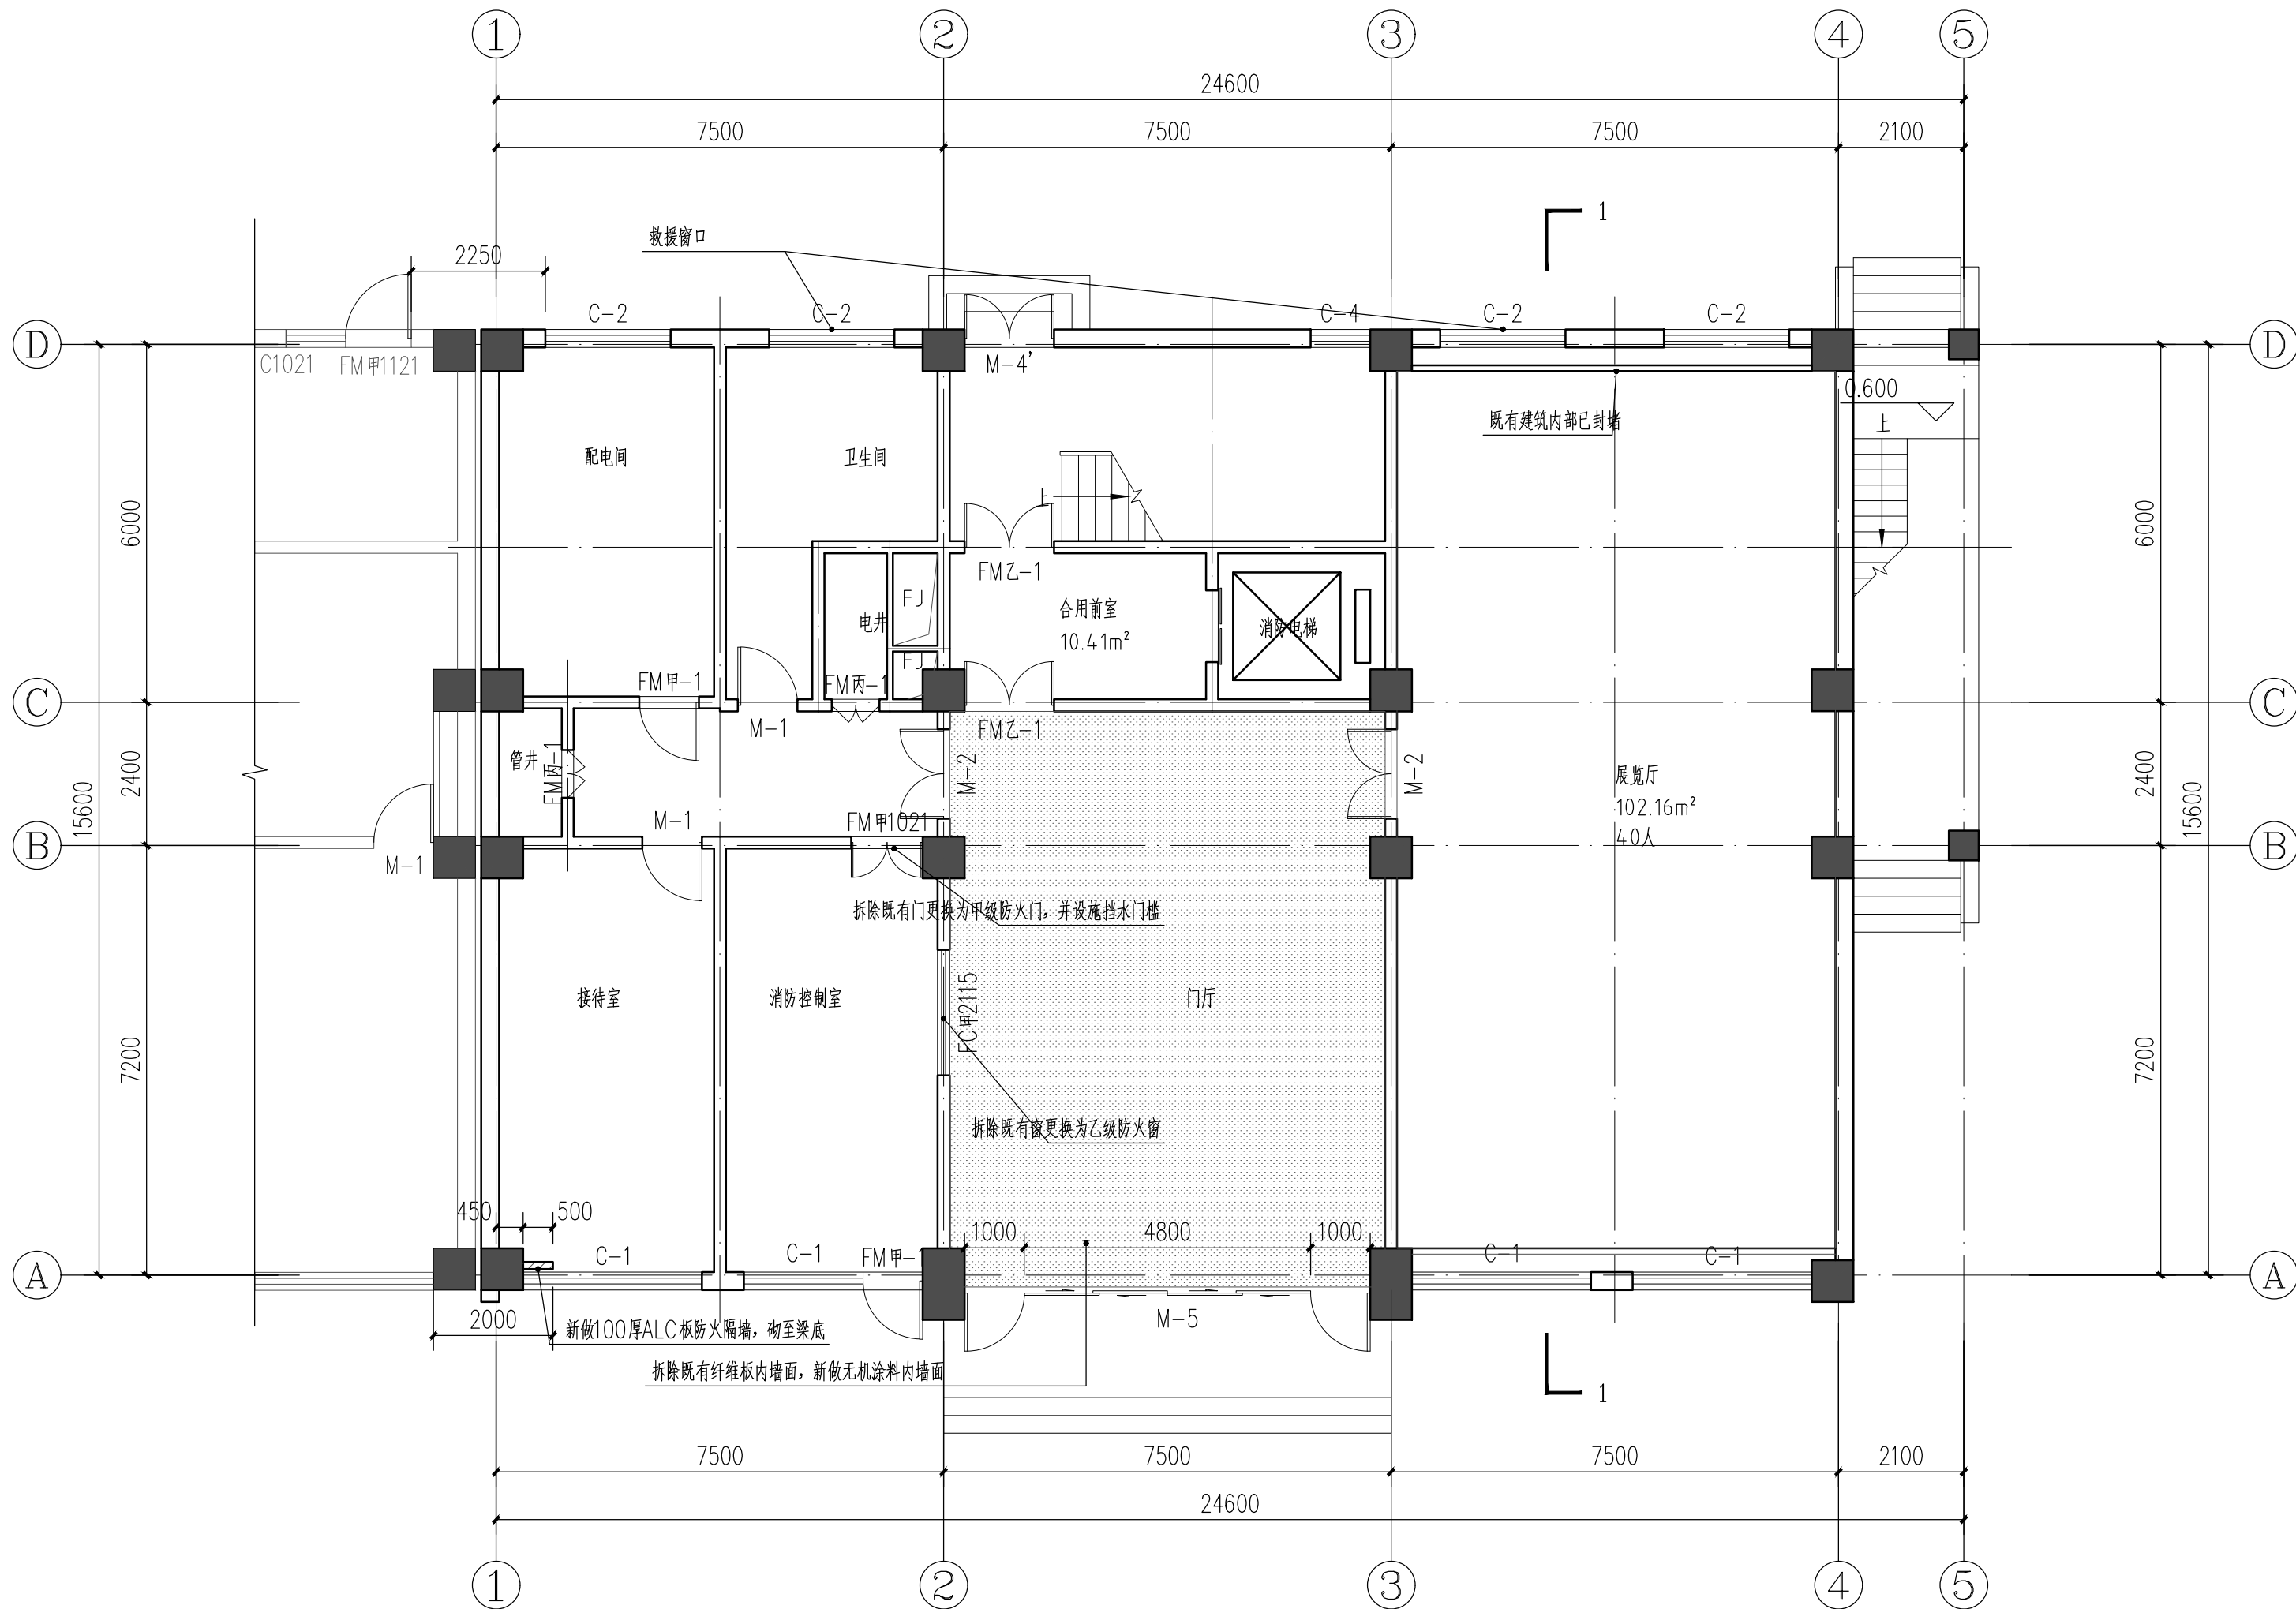 1 2 3 4 5
24600
7500 7500 7500 2100
1
救援窗口
2250
C-2 C-2 C-4 C-2 C-2
D D
C1021 FM甲1121 M-4'
0.600
既有建筑内部已封堵
上
配电间 卫生间
上
6000 6000
FM乙-1
FJ
合用前室
10.41m²
电井
消防电梯
FJ
FM甲-1 FM丙-1
C C
M-1 FM乙-1
管井
FM丙-1
M-2 M-2
展览厅
102.16m²
40人
2400 2400
15600 15600
M-1 FM甲1021
B B
M-1
拆除既有门更换为甲级防火门，并设施挡水门槛
接待室 消防控制室 门厅
FC甲2115
7200 7200
拆除既有窗更换为乙级防火窗
450 500
1000 4800 1000
C-1 C-1 FM甲-1 C-1 C-1
A A
2000
M-5
新做100厚ALC板防火隔墙，砌至梁底
拆除既有纤维板内墙面，新做无机涂料内墙面
1
7500 7500 7500 2100
24600
1 2 3 4 5